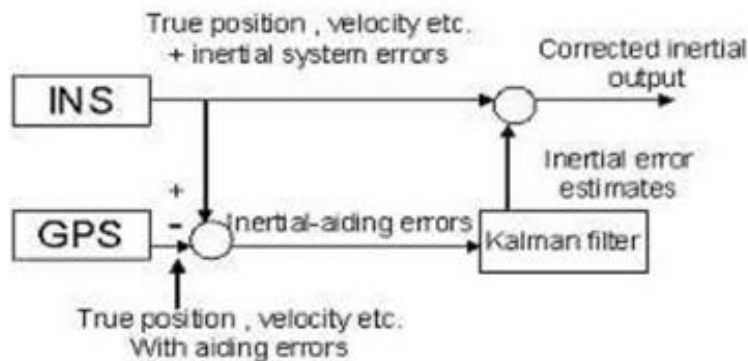 True position , velocity etc.
+ inertial system errors
Corrected inertial
output
INS
Inertial error
estimates
+
-
GPS
Inertial-aiding errors
Kalman filter
True position , velocity etc.
With aiding errors